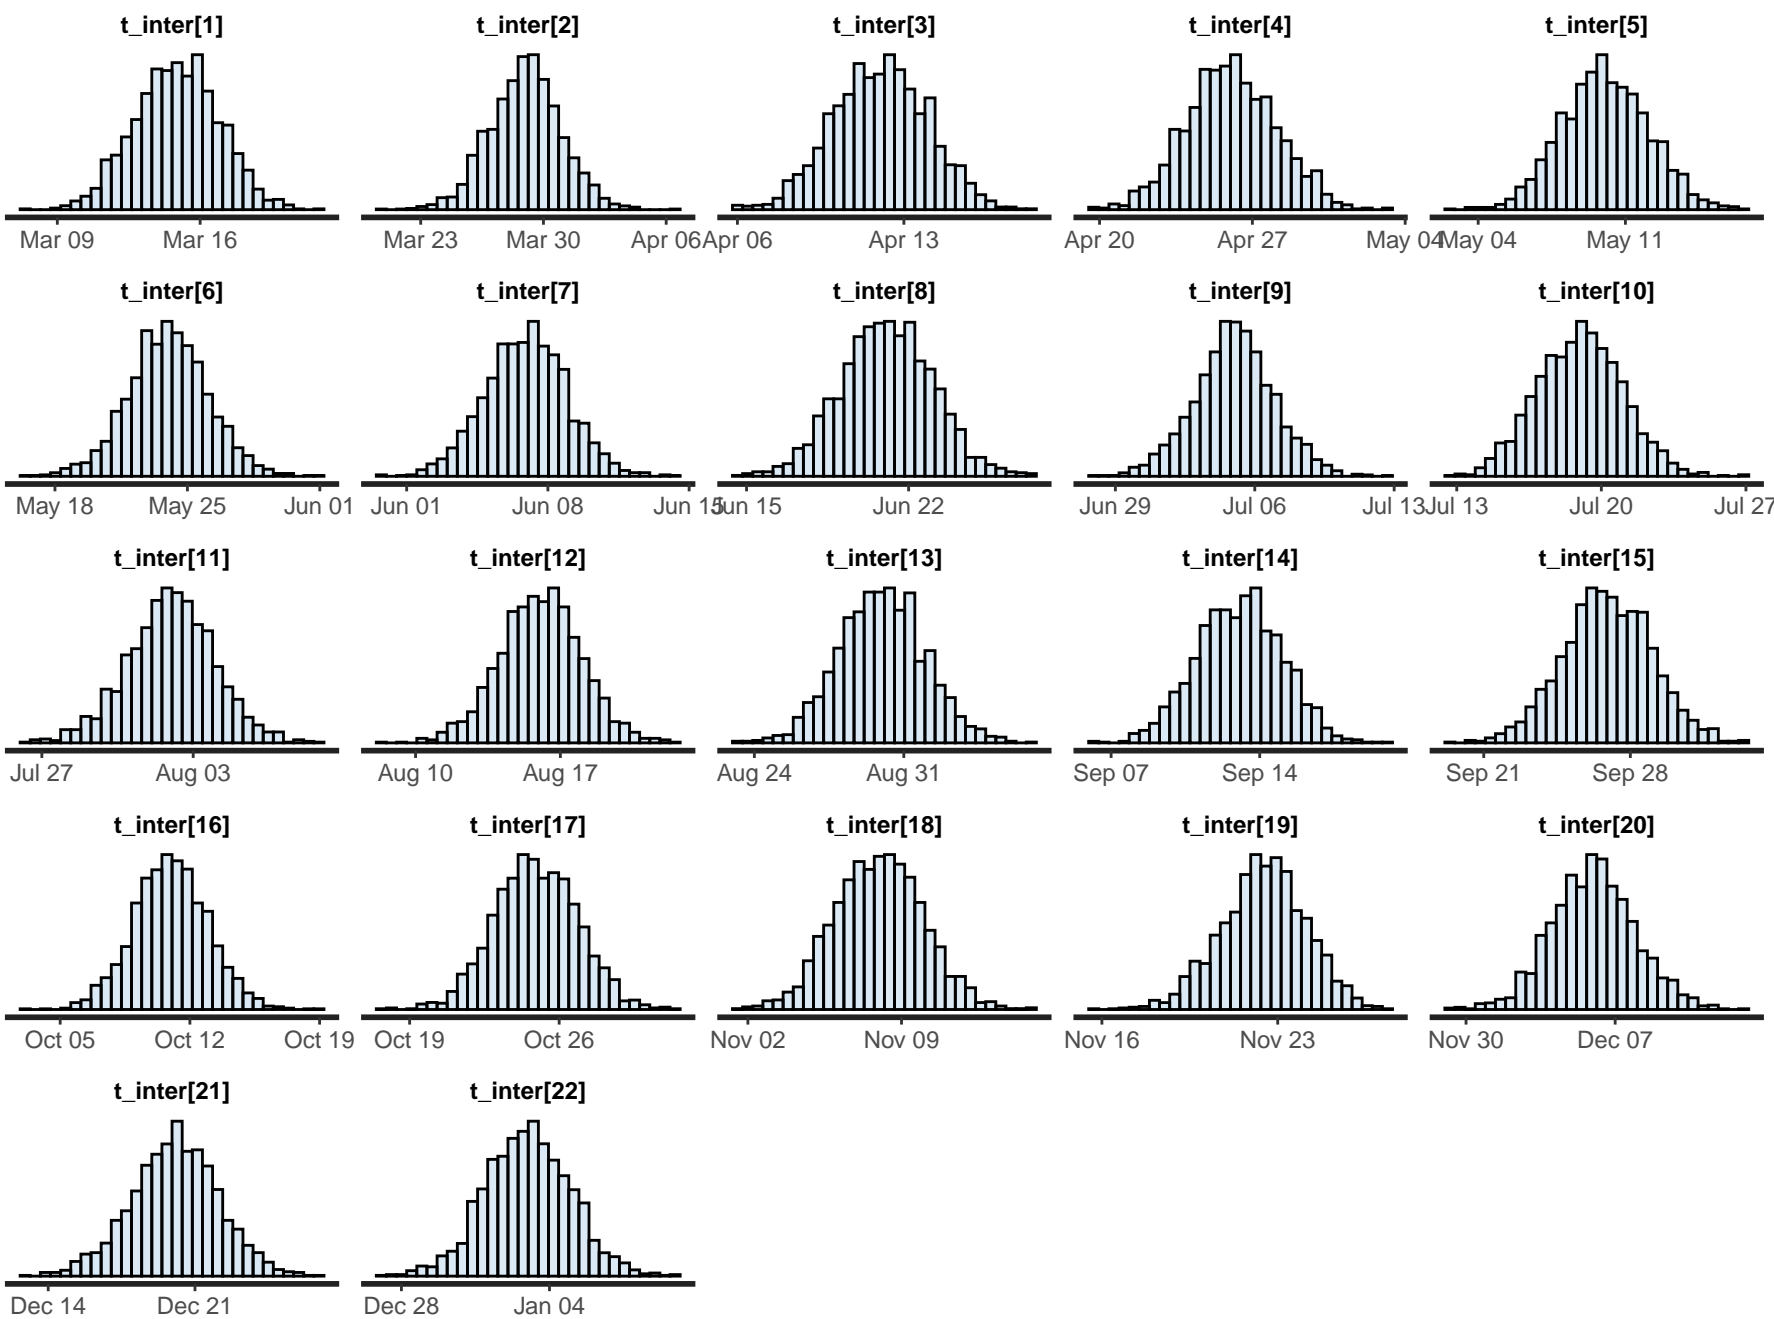 t_inter[1] t_inter[2] t_inter[3] t_inter[4] t_inter[5]
Mar 09 Mar 16 Mar 23 Mar 30 Apr 06 Apr 06 Apr 13 Apr 20 Apr 27 May 04 May 04 May 11
t_inter[6] t_inter[7] t_inter[8] t_inter[9] t_inter[10]
May 18 May 25 Jun 01 Jun 01 Jun 08 Jun 15 Jun 15 Jun 22 Jun 29 Jul 06 Jul 13 Jul 13 Jul 20 Jul 27
t_inter[11] t_inter[12] t_inter[13] t_inter[14] t_inter[15]
Jul 27 Aug 03 Aug 10 Aug 17 Aug 24 Aug 31 Sep 07 Sep 14 Sep 21 Sep 28
t_inter[16] t_inter[17] t_inter[18] t_inter[19] t_inter[20]
Oct 05 Oct 12 Oct 19 Oct 19 Oct 26 Nov 02 Nov 09 Nov 16 Nov 23 Nov 30 Dec 07
t_inter[21] t_inter[22]
Dec 14 Dec 21 Dec 28 Jan 04